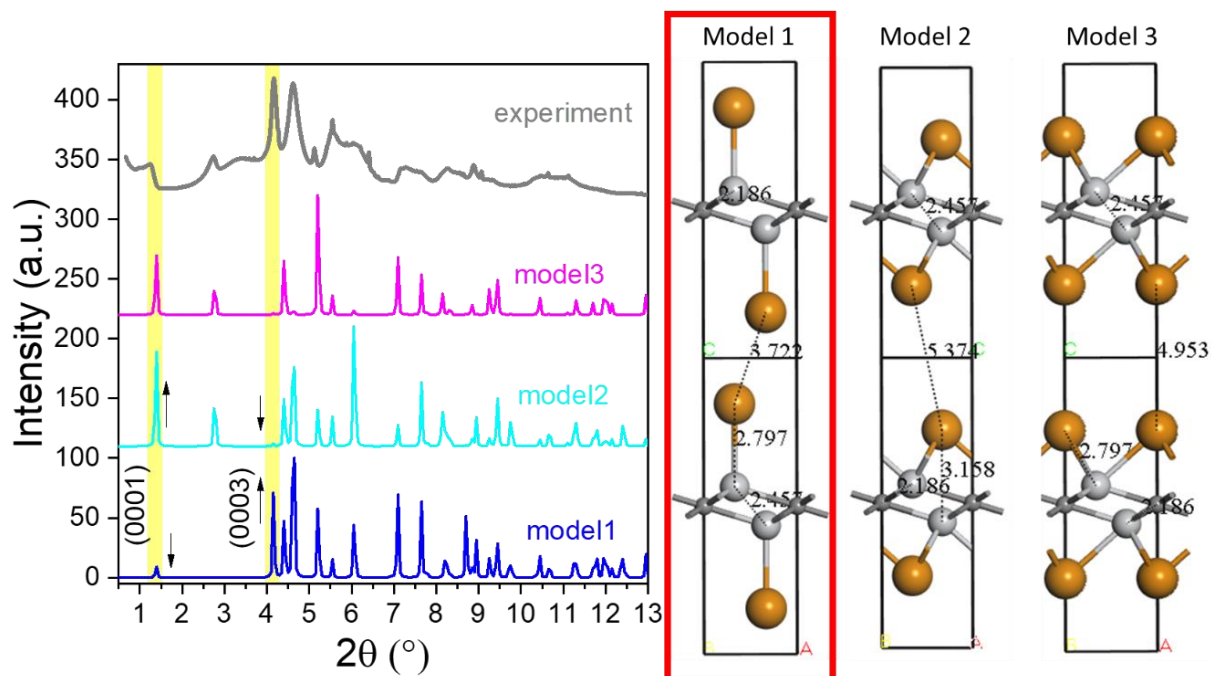 Model 1
Model 2
Model 3
Intensity (a.u.)
400
350
300
250
200
150
100
50
0
experiment
model3
model2
model1
(0001)
(0003)
1 2 3 4 5 6 7 8 9 10 11 12 13
2θ (°)
2.186
C
3.722
2.797
2.457
A
2.457
5.374
C
3.158
2.186
B
A
2.457
C
4.953
2.797
2.186
B
A